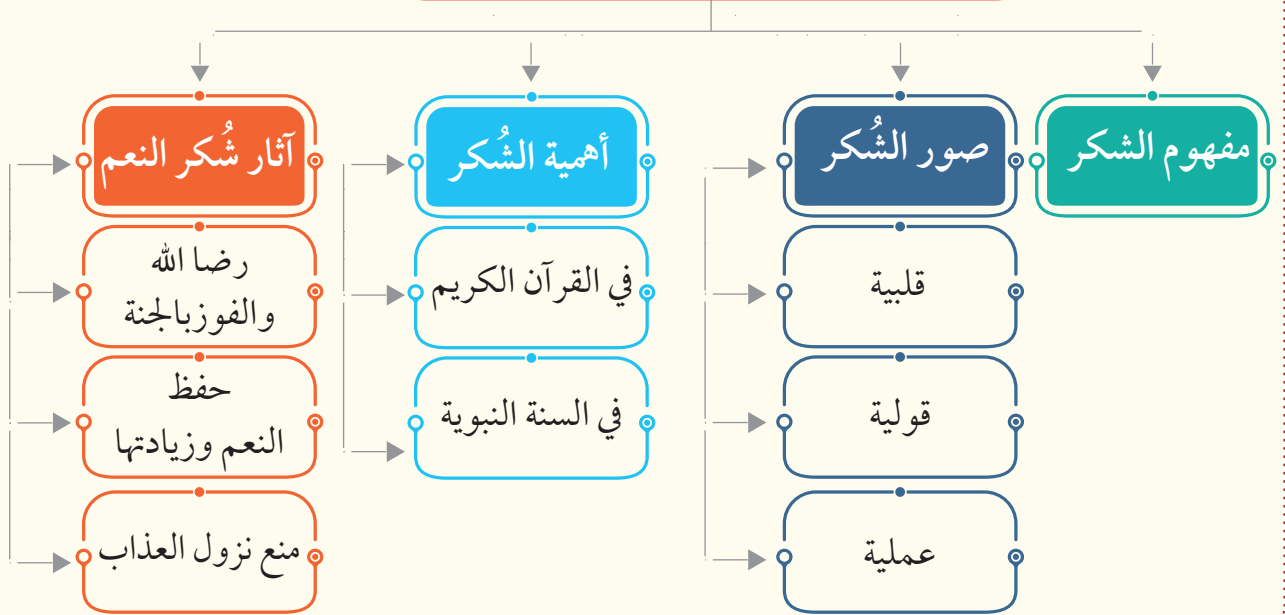 مفهوم الشكر
صور الشُكر
قلبية
قولية
عملية
أهمية الشُكر
في القرآن الكريم
في السنة النبوية
آثار شُكر النعم
رضا الله
والفوزبالجنة
حفظ
النعم وزيادتها
منع نزول العذاب